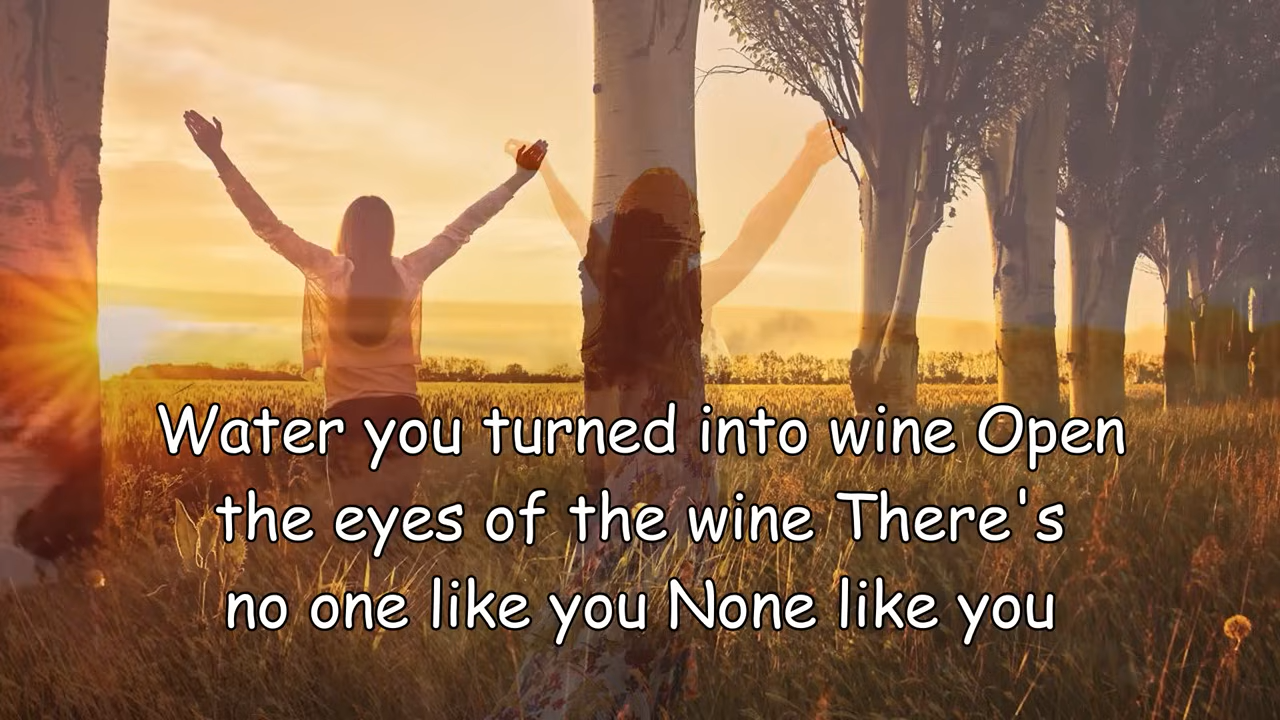 Water you turned into wine Open
the eyes of the wine There's
no one like you None like you